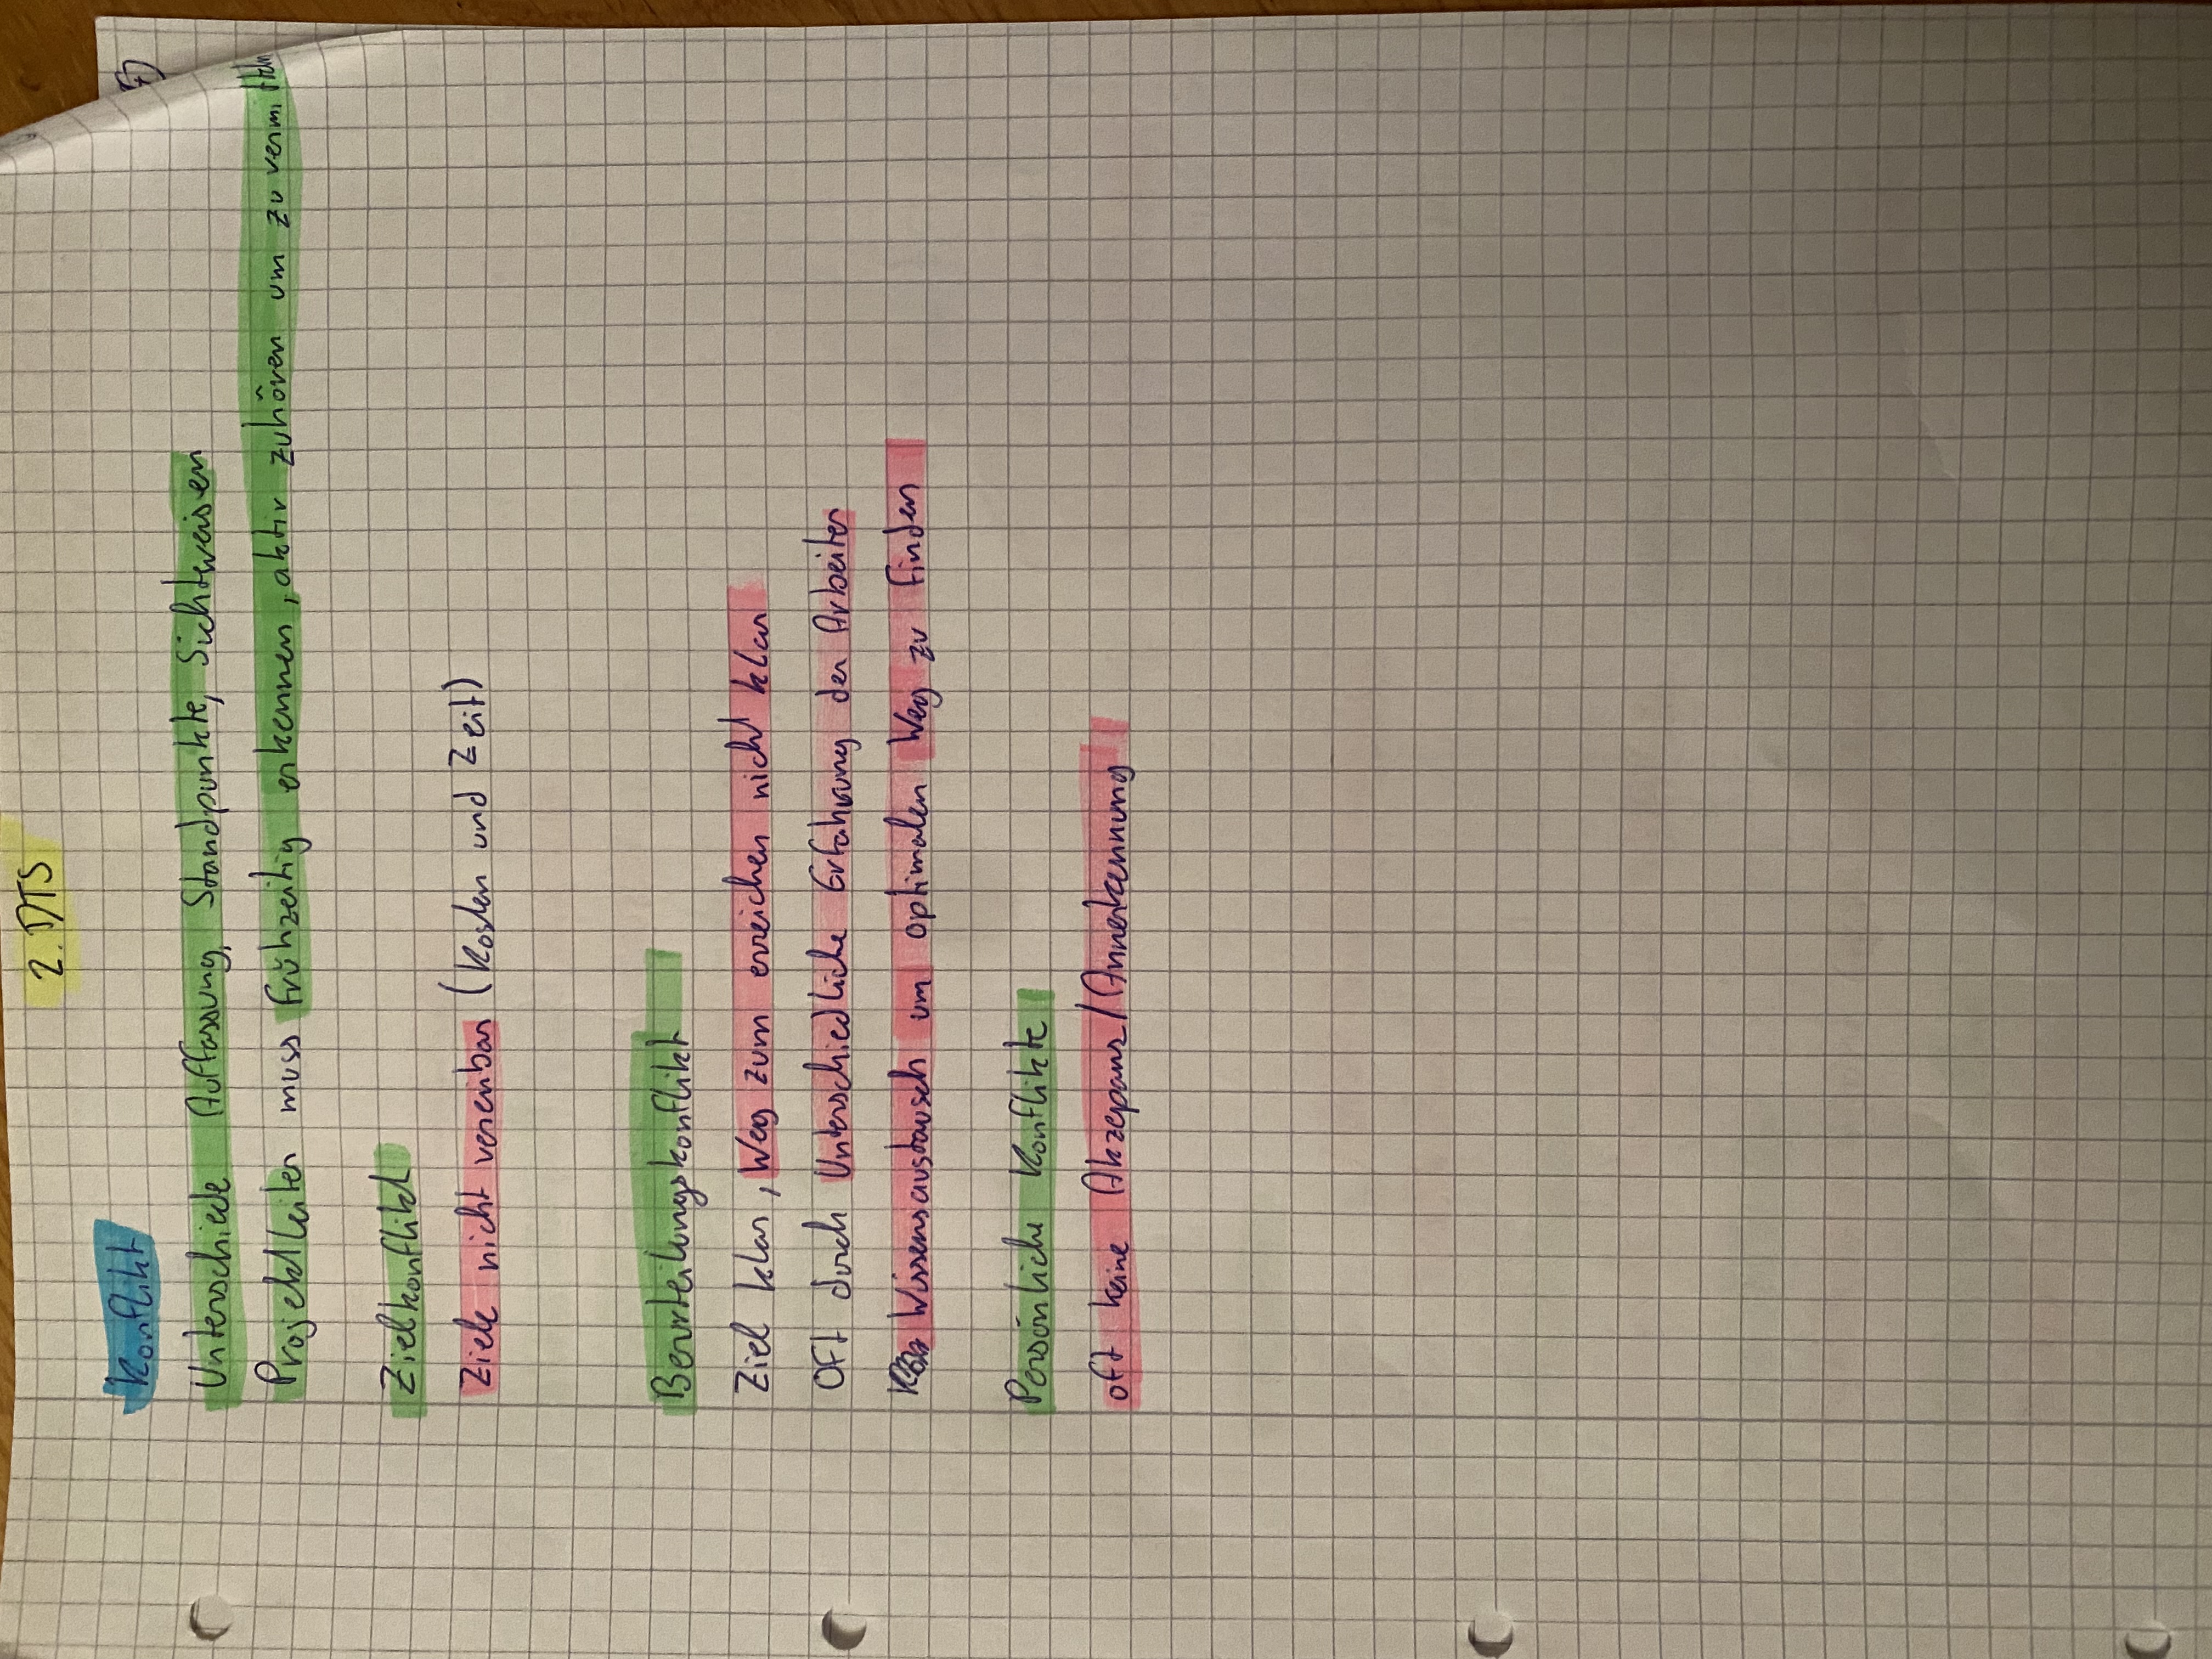 2. DTS
Konflikt
Unterschiede Auffassung, Standpunkte, Sichtweisen
Projektleiter muss frühzeitig erkennen, aktiv zuhören um zu vermitteln
Zielkonflikt
Ziele nicht vereinbar (Kosten und Zeit)
Beurteilungskonflikt
Ziel klar, Weg zum erreichen nicht klar
Oft durch Unterschiedliche Erfahrung der Arbeiter
Wissensaustausch um optimalen Weg zu finden
Persönliche Konflikte
oft keine Akzepanz/Annerkennung